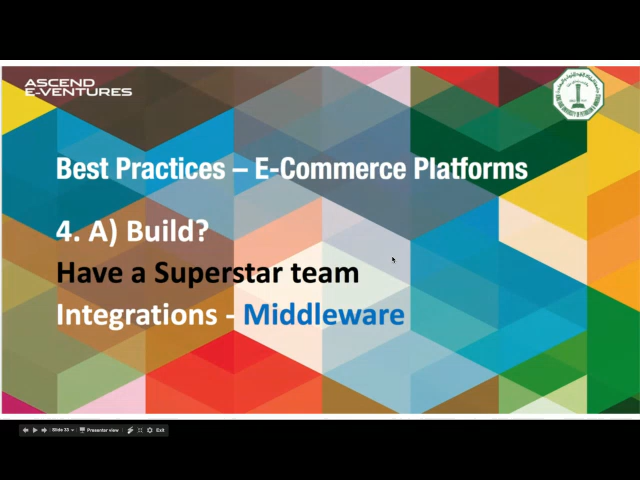 ASCEND
E-VENTURES
Best Practices – E-Commerce Platforms
4. A) Build?
Have a Superstar team
Integrations - Middleware
Slide 33
Presenter view
Exit